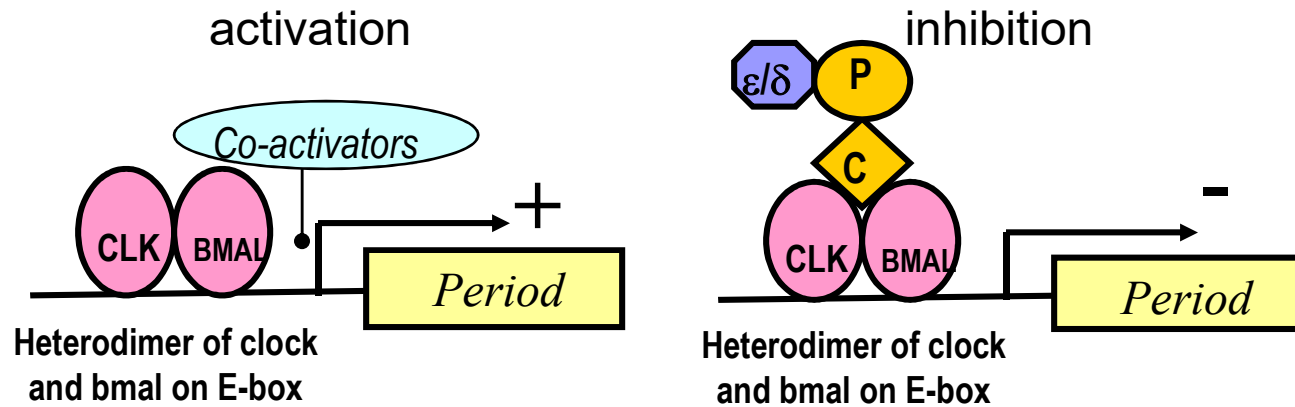 activation
Co-activators
CLK
BMAL
+
Period
Heterodimer of clock
and bmal on E-box
inhibition
ε/δ
P
C
CLK
BMAL
-
Period
Heterodimer of clock
and bmal on E-box